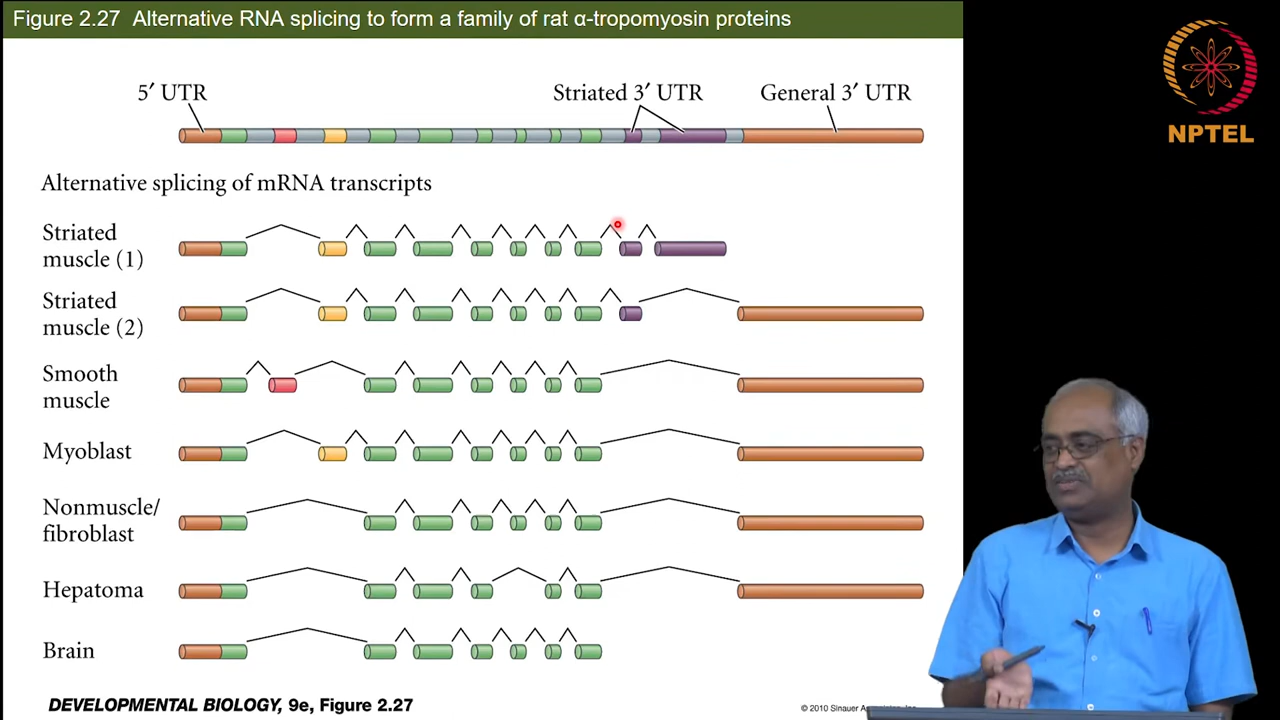 Figure 2.27 Alternative RNA splicing to form a family of rat α-tropomyosin proteins
NPTEL
5′ UTR
Striated 3′ UTR
General 3′ UTR
Alternative splicing of mRNA transcripts
Striated
muscle (1)
Striated
muscle (2)
Smooth
muscle
Myoblast
Nonmuscle/
fibroblast
Hepatoma
Brain
DEVELOPMENTAL BIOLOGY, 9e, Figure 2.27
© 2010 Sinauer